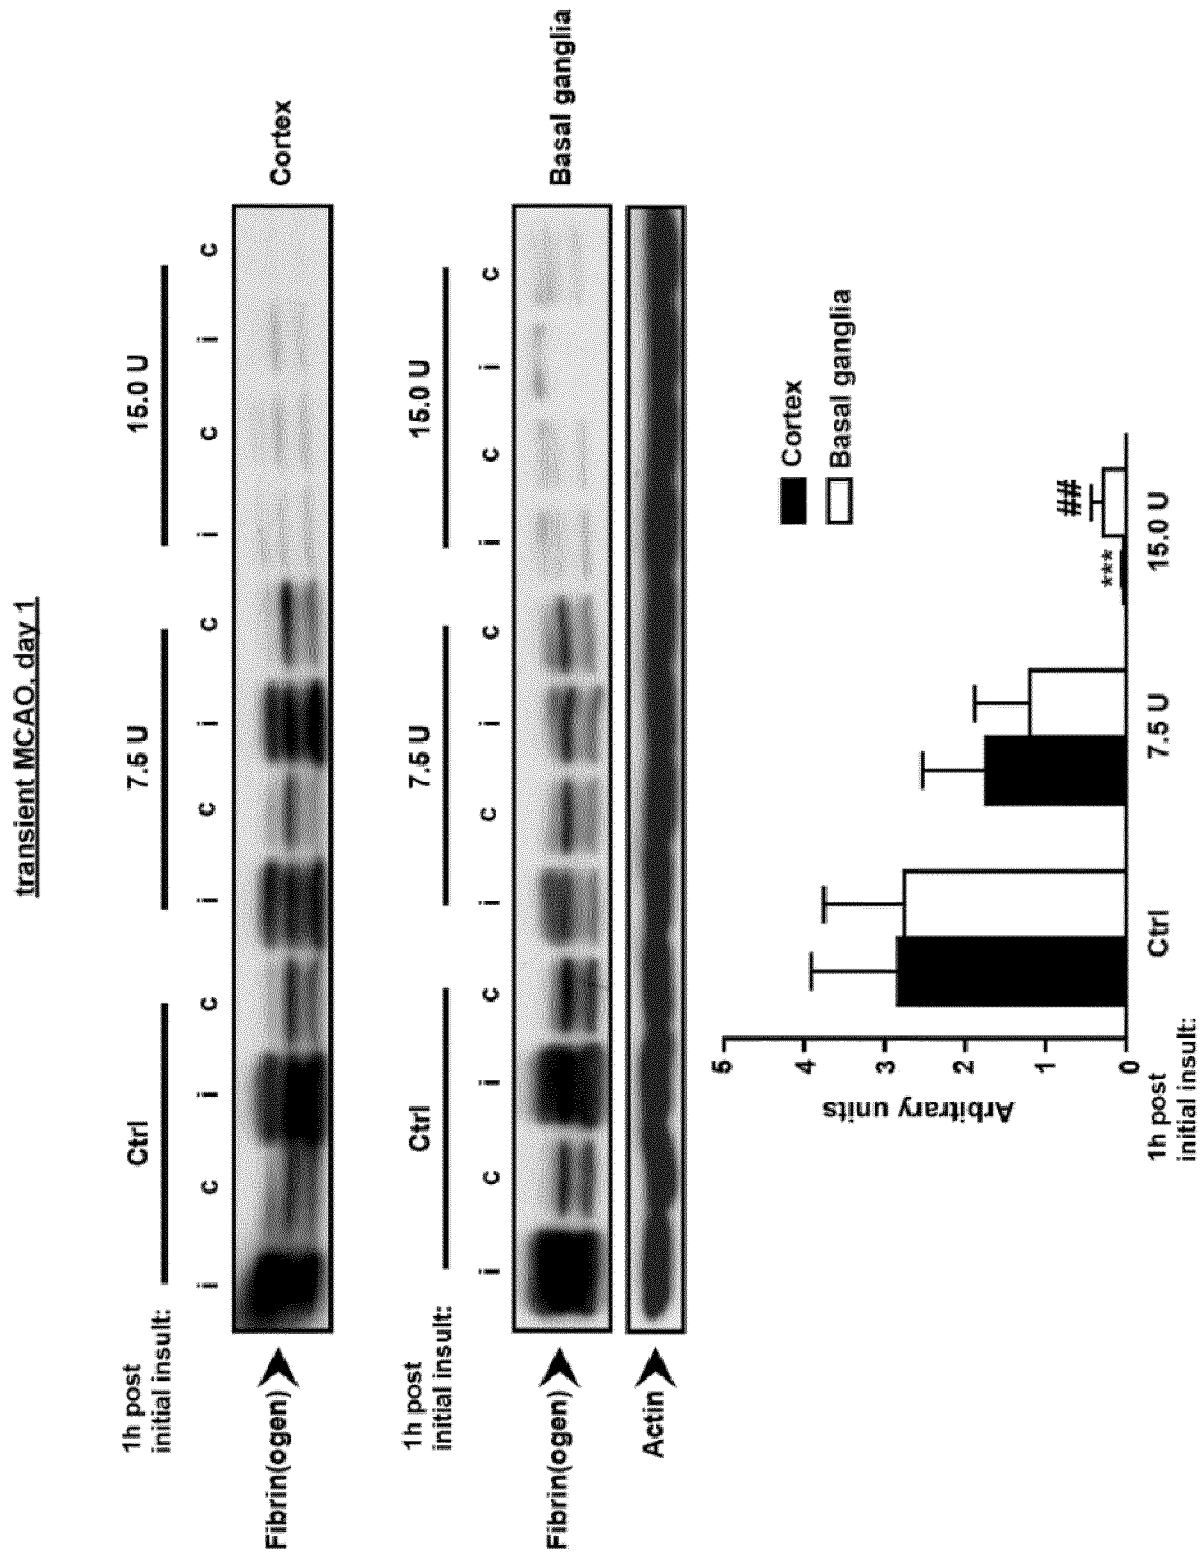 transient MCAO, day 1
1h post
initial insult:
Ctrl
7.5 U
15.0 U
i
c
i
c
i
c
i
c
i
c
i
c
Fibrin(ogen)
Cortex
1h post
initial insult:
Ctrl
7.5 U
15.0 U
i
c
i
c
i
c
i
c
i
c
i
c
Fibrin(ogen)
Basal ganglia
Actin
Cortex
Basal ganglia
Arbitrary units
5
4
3
2
1
0
***
##
1h post
initial insult:
Ctrl
7.5 U
15.0 U